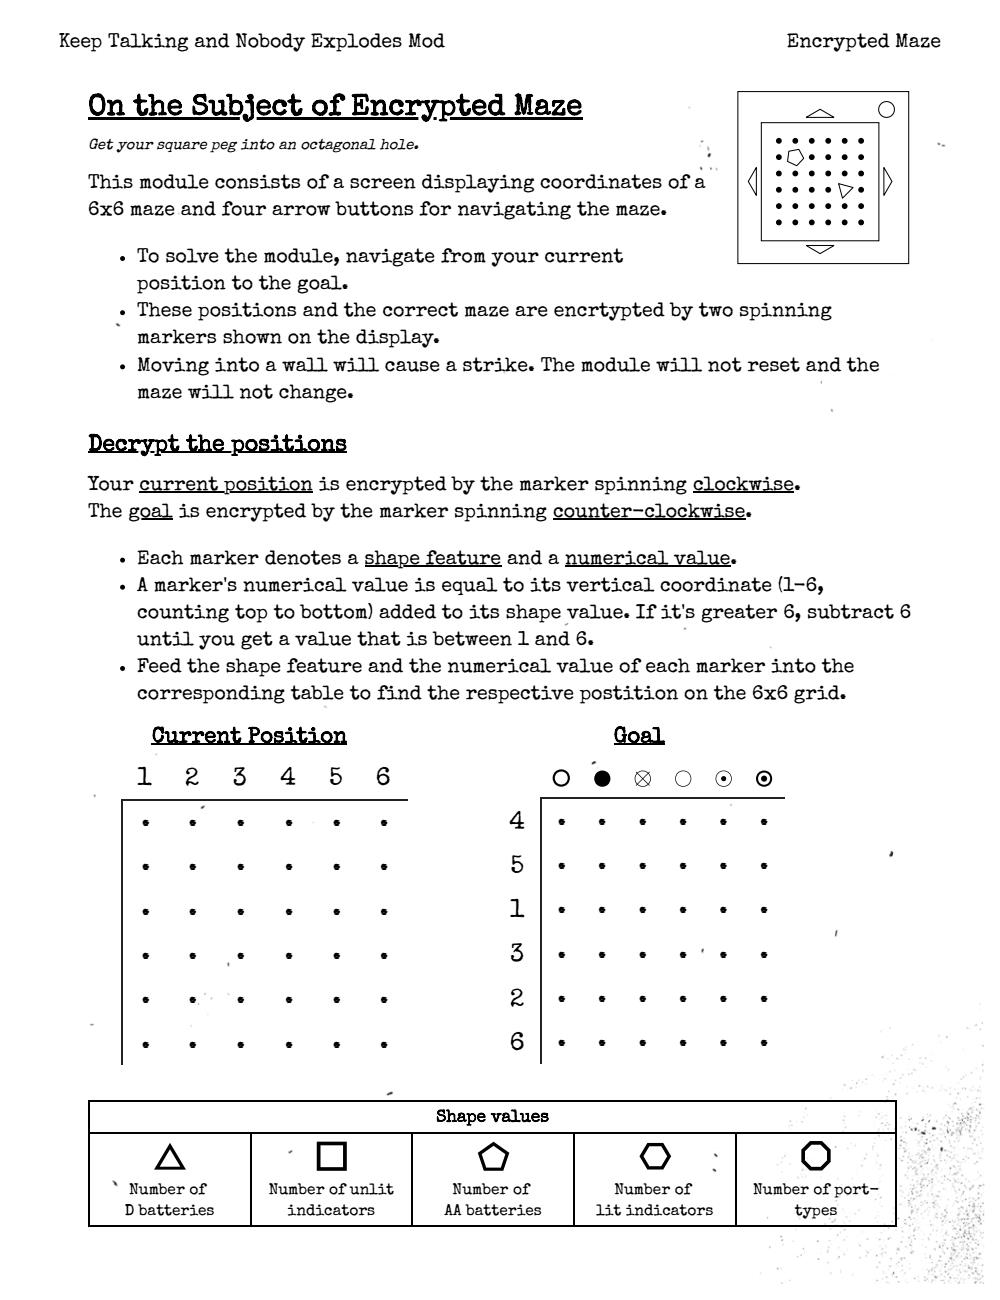 Keep Talking and Nobody Explodes Mod
Encrypted Maze
On the Subject of Encrypted Maze
Get your square peg into an octagonal hole.
This module consists of a screen displaying coordinates of a
6x6 maze and four arrow buttons for navigating the maze.
• To solve the module, navigate from your current
position to the goal.
• These positions and the correct maze are encrtypted by two spinning
markers shown on the display.
• Moving into a wall will cause a strike. The module will not reset and the
maze will not change.
Decrypt the positions
Your current position is encrypted by the marker spinning clockwise.
The goal is encrypted by the marker spinning counter-clockwise.
• Each marker denotes a shape feature and a numerical value.
• A marker's numerical value is equal to its vertical coordinate (1-6,
counting top to bottom) added to its shape value. If it's greater 6, subtract 6
until you get a value that is between 1 and 6.
• Feed the shape feature and the numerical value of each marker into the
corresponding table to find the respective postition on the 6x6 grid.
Current Position
1 2 3 4 5 6
Goal
4
5
1
3
2
6
Shape values
Number of
D batteries
Number of unlit
indicators
Number of
AA batteries
Number of
lit indicators
Number of port-
types